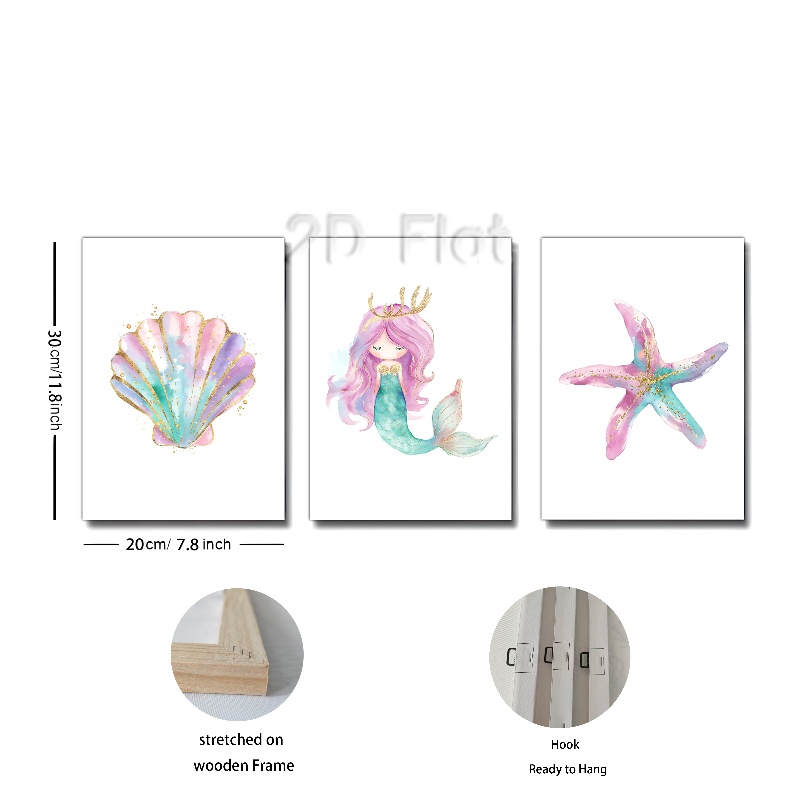 2D Flat
30cm/11.8inch
20cm/ 7.8 inch
stretched on
wooden Frame
Hook
Ready to Hang